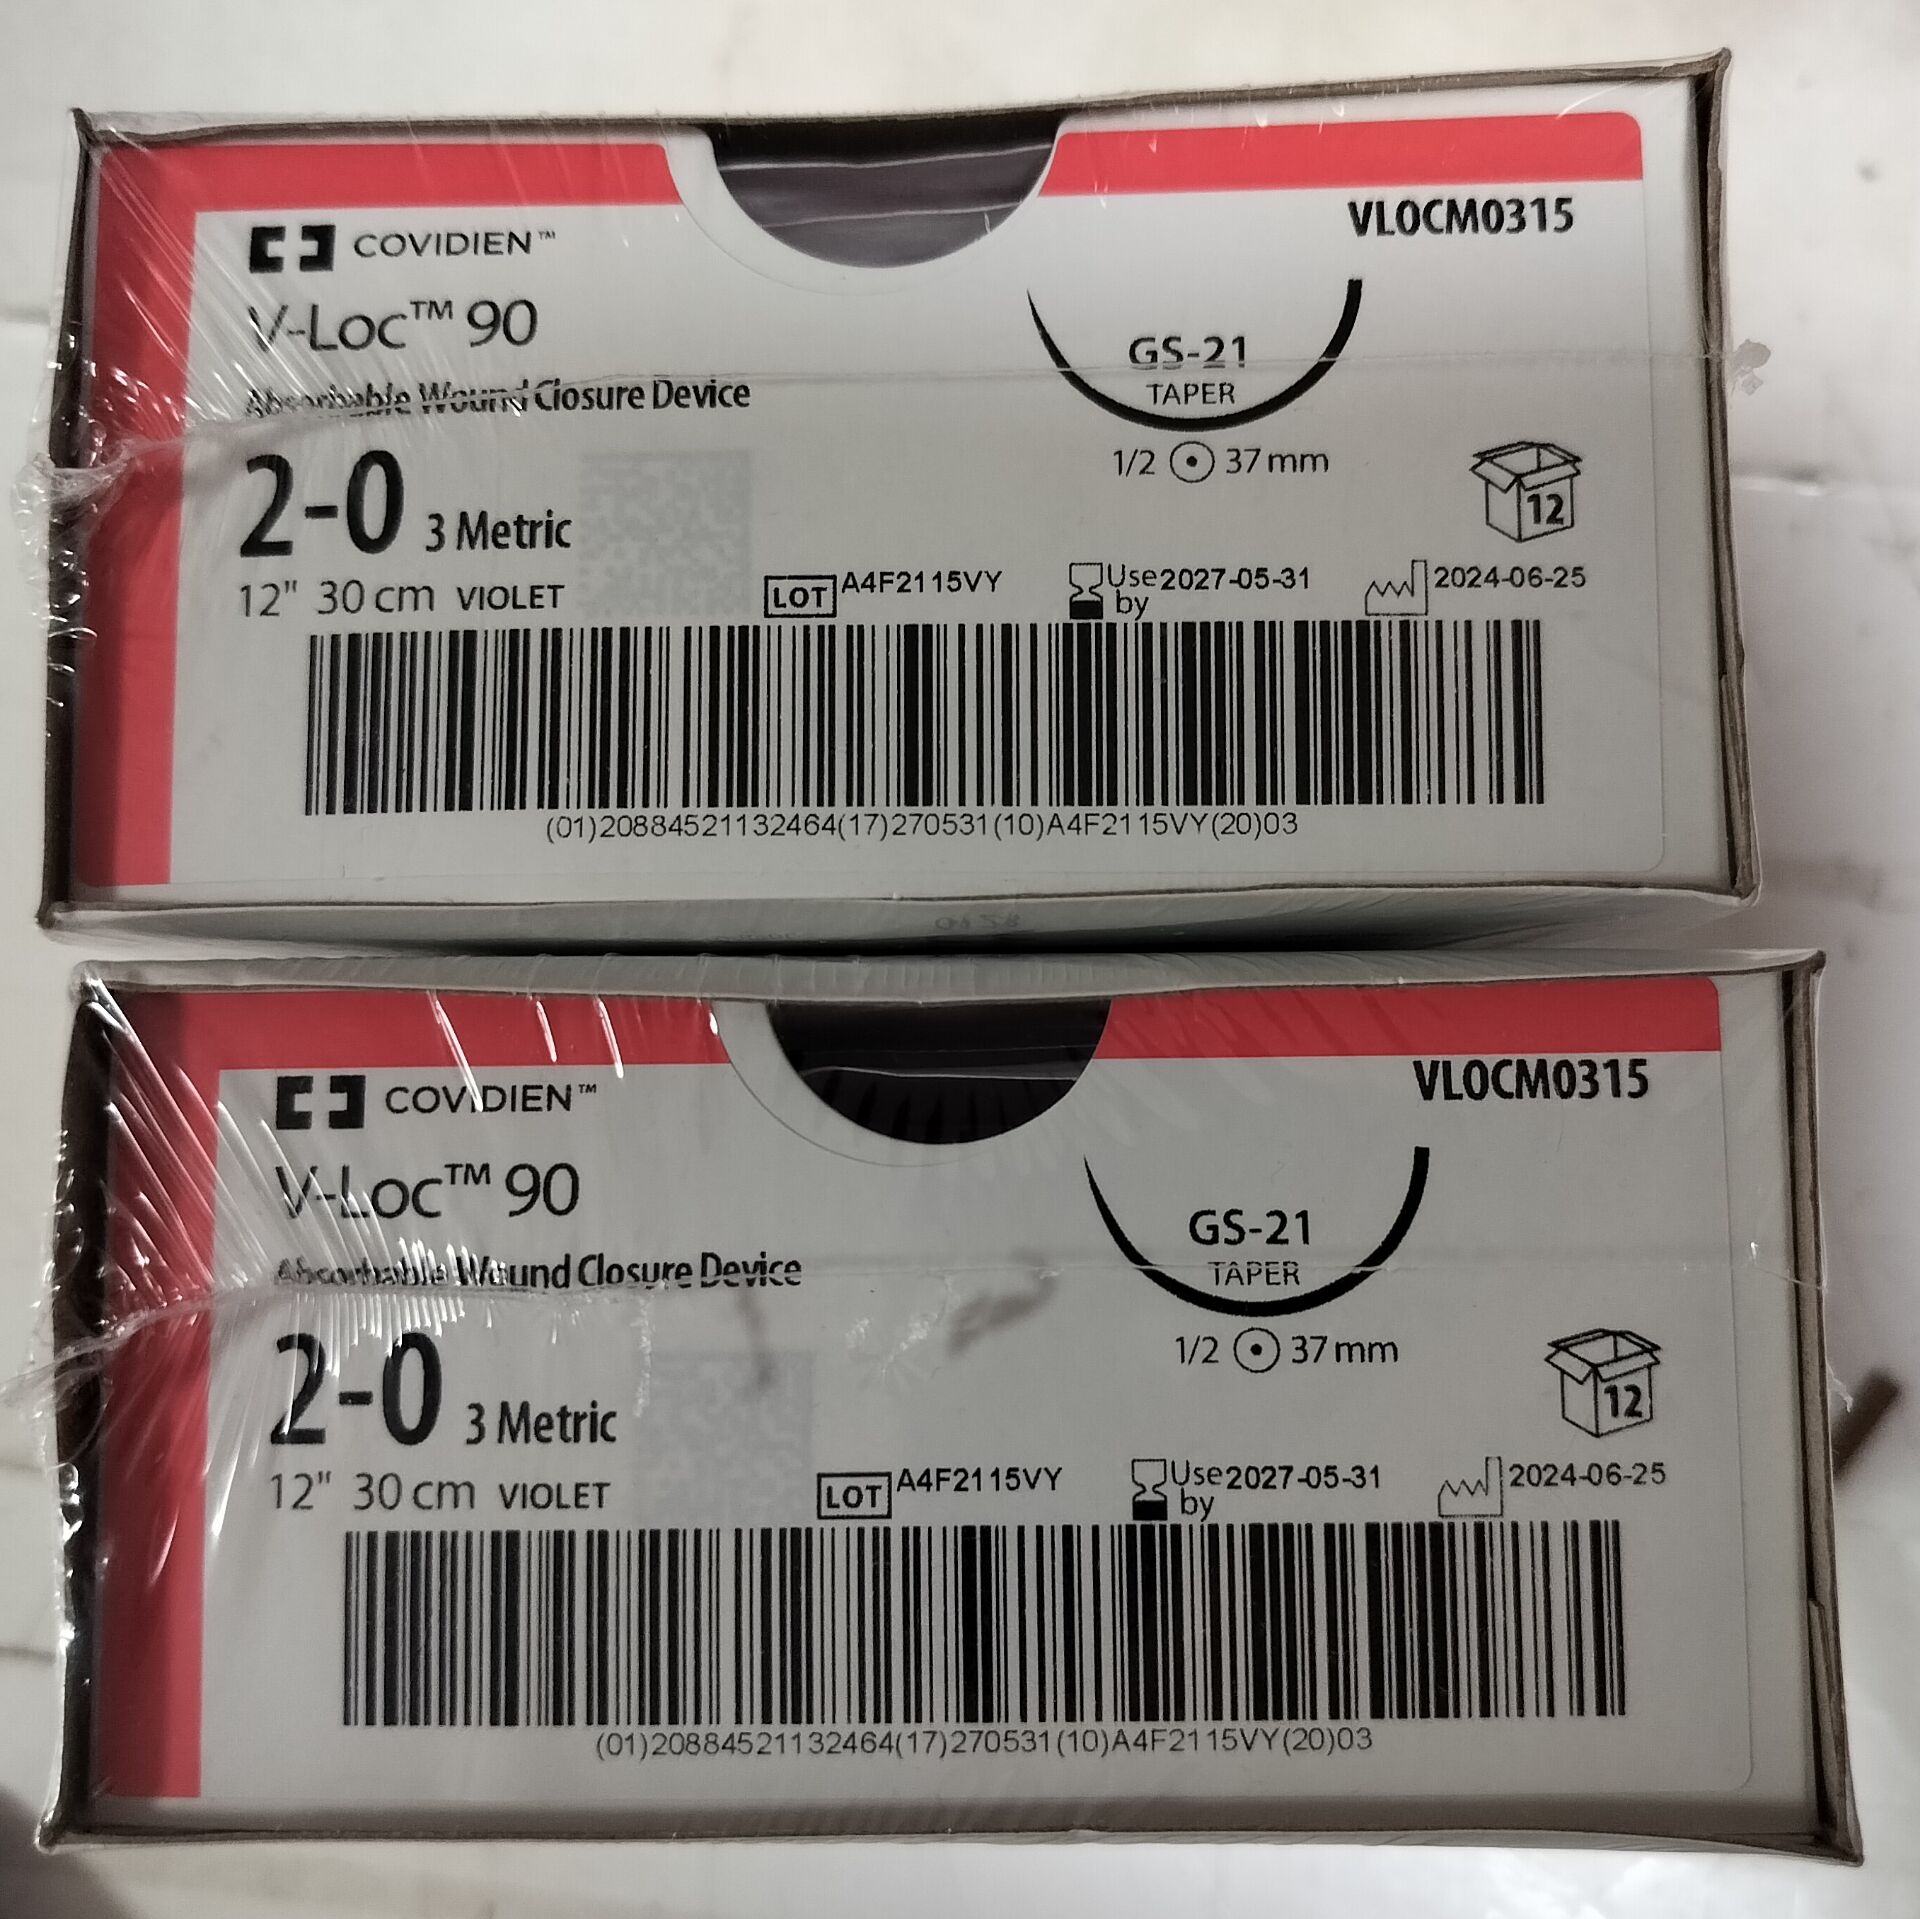 COVIDIEN™
VLOCM0315
V-Loc™ 90
GS-21
TAPER
Absorbable Wound Closure Device
1/2 37 mm
2-0 3 Metric
12
12" 30 cm VIOLET
LOT A4F2115VY
Use by 2027-05-31
2024-06-25
(01)20884521132464(17)270531(10)A4F2115VY(20)03
COVIDIEN™
VLOCM0315
V-Loc™ 90
GS-21
TAPER
Absorbable Wound Closure Device
1/2 37 mm
2-0 3 Metric
12
12" 30 cm VIOLET
LOT A4F2115VY
Use by 2027-05-31
2024-06-25
(01)20884521132464(17)270531(10)A4F2115VY(20)03